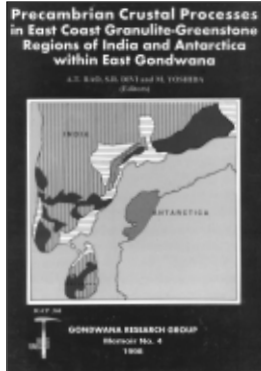 Precambrian Crustal Processes
in East Coast Granulite-Greenstone
Regions of India and Antarctica
within East Gondwana
A.T. RAO, S.R. DIVI and M. YOSHIDA
(Editors)
INDIA
ANTARCTICA
GONDWANA RESEARCH GROUP
Memoir No. 4
1998